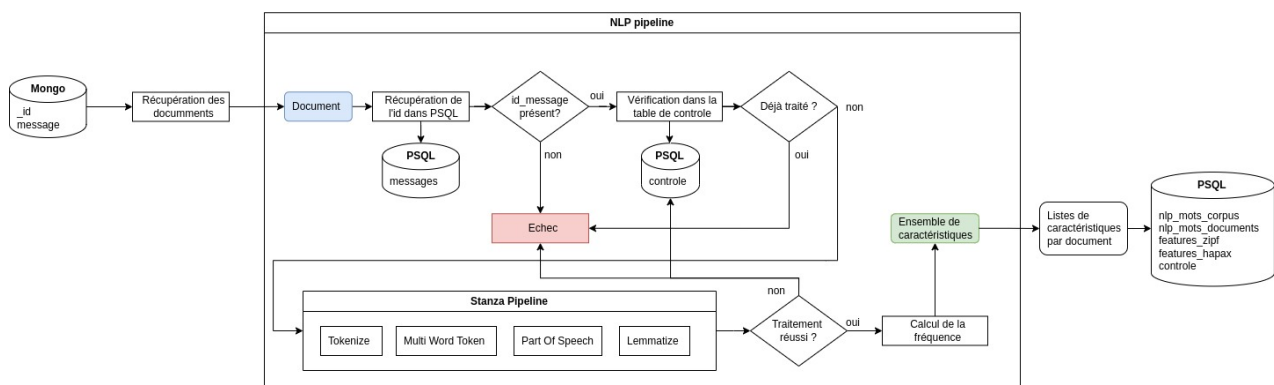 NLP pipeline
Mongo
_id
message
Récupération des
documments
Document
Récupération de
l'id dans PSQL
PSQL
messages
id_message
présent?
oui
non
Vérification dans la
table de controle
PSQL
controle
Déjà traité ?
non
oui
Echec
Stanza Pipeline
Tokenize
Multi Word Token
Part Of Speech
Lemmatize
non
Traitement
réussi ?
oui
Calcul de la
fréquence
Ensemble de
caractéristiques
Listes de
caractéristiques
par document
PSQL
nlp_mots_corpus
nlp_mots_documents
features_zipf
features_hapax
controle